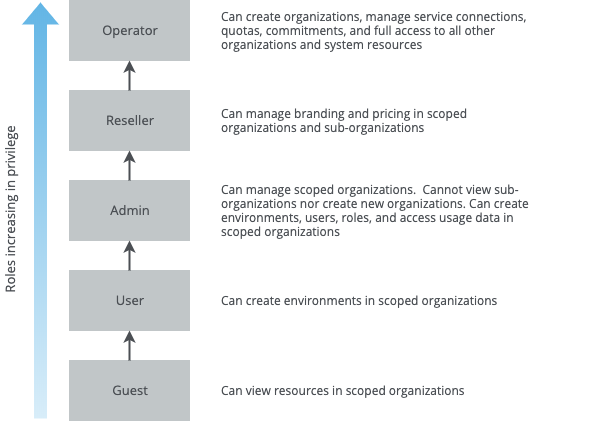 Roles increasing in privilege
Operator
Can create organizations, manage service connections,
quotas, commitments, and full access to all other
organizations and system resources
Reseller
Can manage branding and pricing in scoped
organizations and sub-organizations
Admin
Can manage scoped organizations.  Cannot view sub-
organizations nor create new organizations. Can create
environments, users, roles, and access usage data in
scoped organizations
User
Can create environments in scoped organizations
Guest
Can view resources in scoped organizations